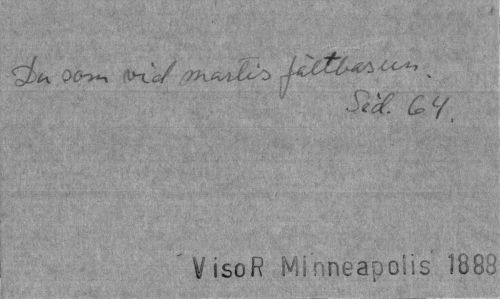 Du som vid martis fältbasun.
Sid. 64.
VisoR Minneapolis 1888